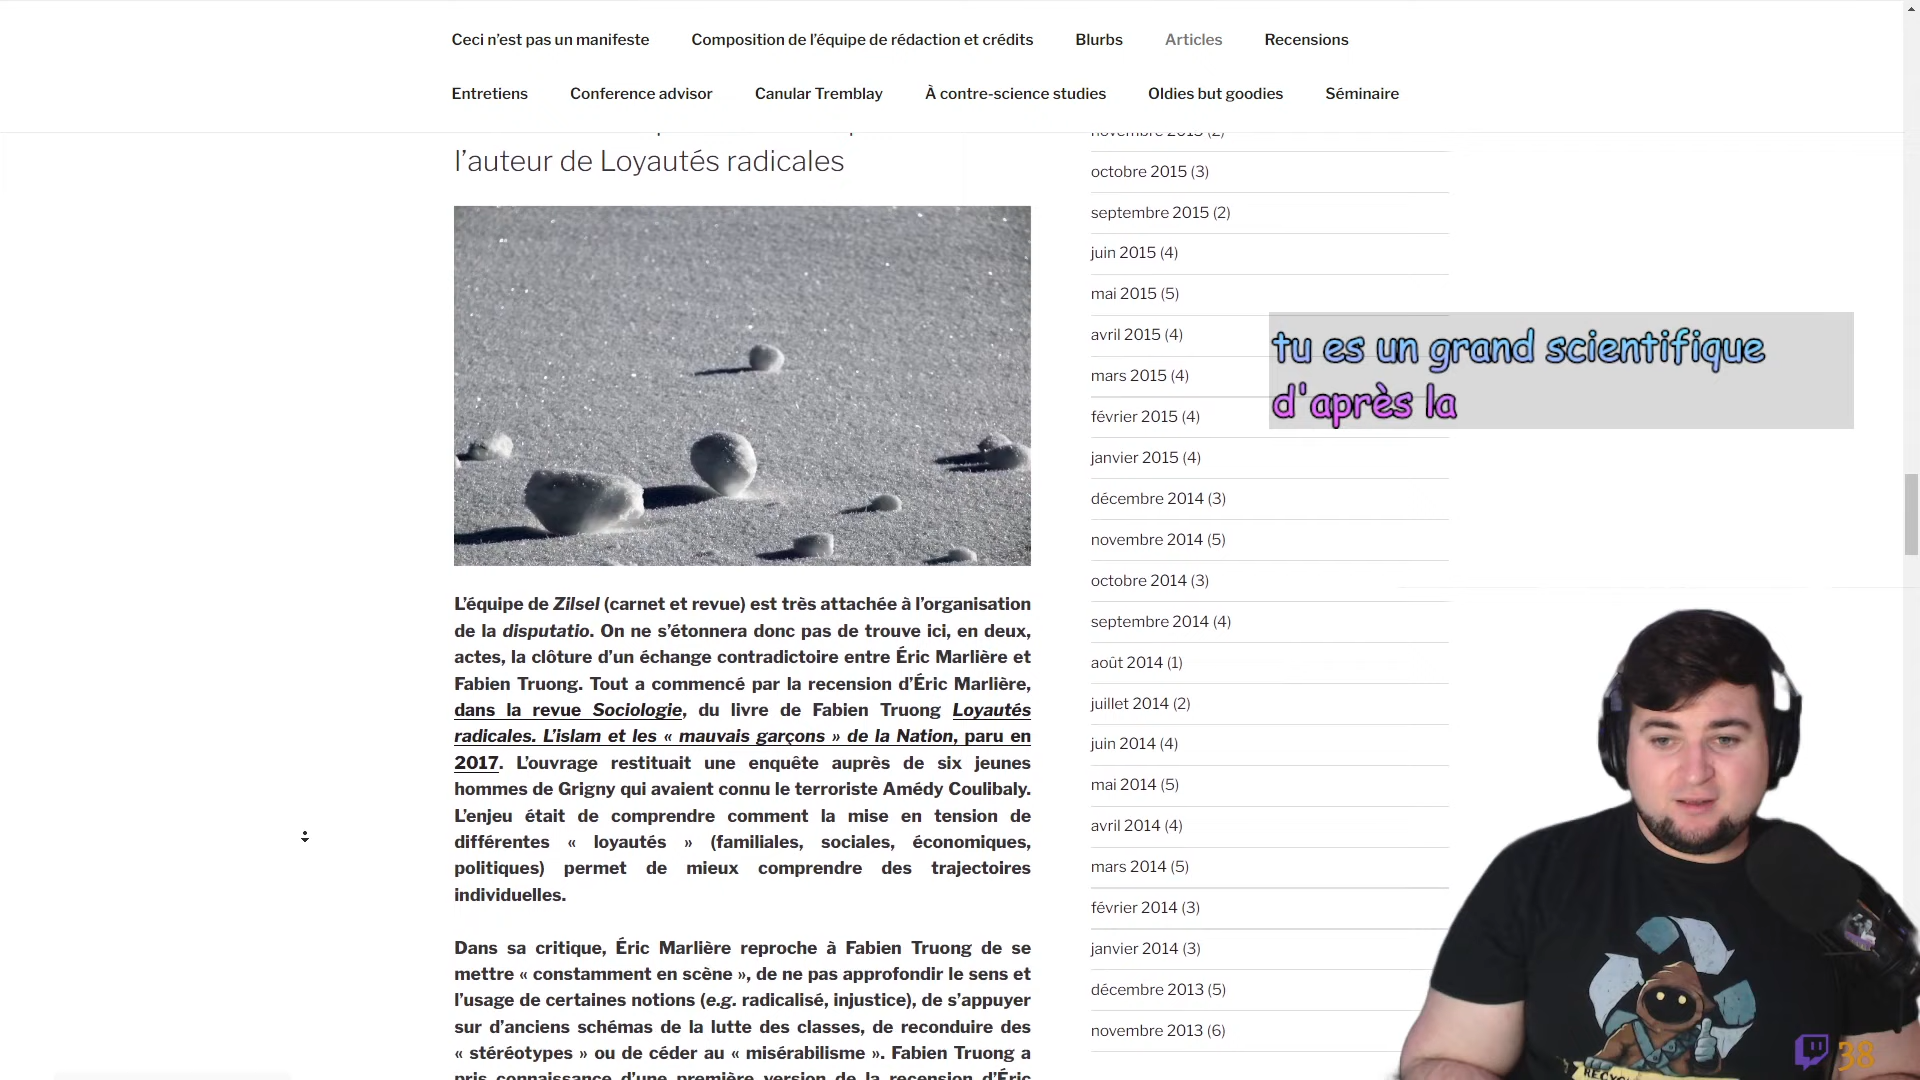 Ceci n’est pas un manifeste
Composition de l’équipe de rédaction et crédits
Blurbs
Articles
Recensions
Entretiens
Conference advisor
Canular Tremblay
À contre-science studies
Oldies but goodies
Séminaire
l’auteur de Loyautés radicales
L’équipe de Zilsel (carnet et revue) est très attachée à l’organisation
de la disputatio. On ne s’étonnera donc pas de trouve ici, en deux,
actes, la clôture d’un échange contradictoire entre Éric Marlière et
Fabien Truong. Tout a commencé par la recension d’Éric Marlière,
dans la revue Sociologie, du livre de Fabien Truong Loyautés
radicales. L’islam et les « mauvais garçons » de la Nation, paru en
2017. L’ouvrage restituait une enquête auprès de six jeunes
hommes de Grigny qui avaient connu le terroriste Amédy Coulibaly.
L’enjeu était de comprendre comment la mise en tension de
différentes « loyautés » (familiales, sociales, économiques,
politiques) permet de mieux comprendre des trajectoires
individuelles.
Dans sa critique, Éric Marlière reproche à Fabien Truong de se
mettre « constamment en scène », de ne pas approfondir le sens et
l’usage de certaines notions (e.g. radicalisé, injustice), de s’appuyer
sur d’anciens schémas de la lutte des classes, de reconduire des
« stéréotypes » ou de céder au « misérabilisme ». Fabien Truong a
pris connaissance d’une première version de la recension d’Éric
novembre 2015 (2)
octobre 2015 (3)
septembre 2015 (2)
juin 2015 (4)
mai 2015 (5)
avril 2015 (4)
mars 2015 (4)
février 2015 (4)
janvier 2015 (4)
décembre 2014 (3)
novembre 2014 (5)
octobre 2014 (3)
septembre 2014 (4)
août 2014 (1)
juillet 2014 (2)
juin 2014 (4)
mai 2014 (5)
avril 2014 (4)
mars 2014 (5)
février 2014 (3)
janvier 2014 (3)
décembre 2013 (5)
novembre 2013 (6)
tu es un grand scientifique
d'après la
38